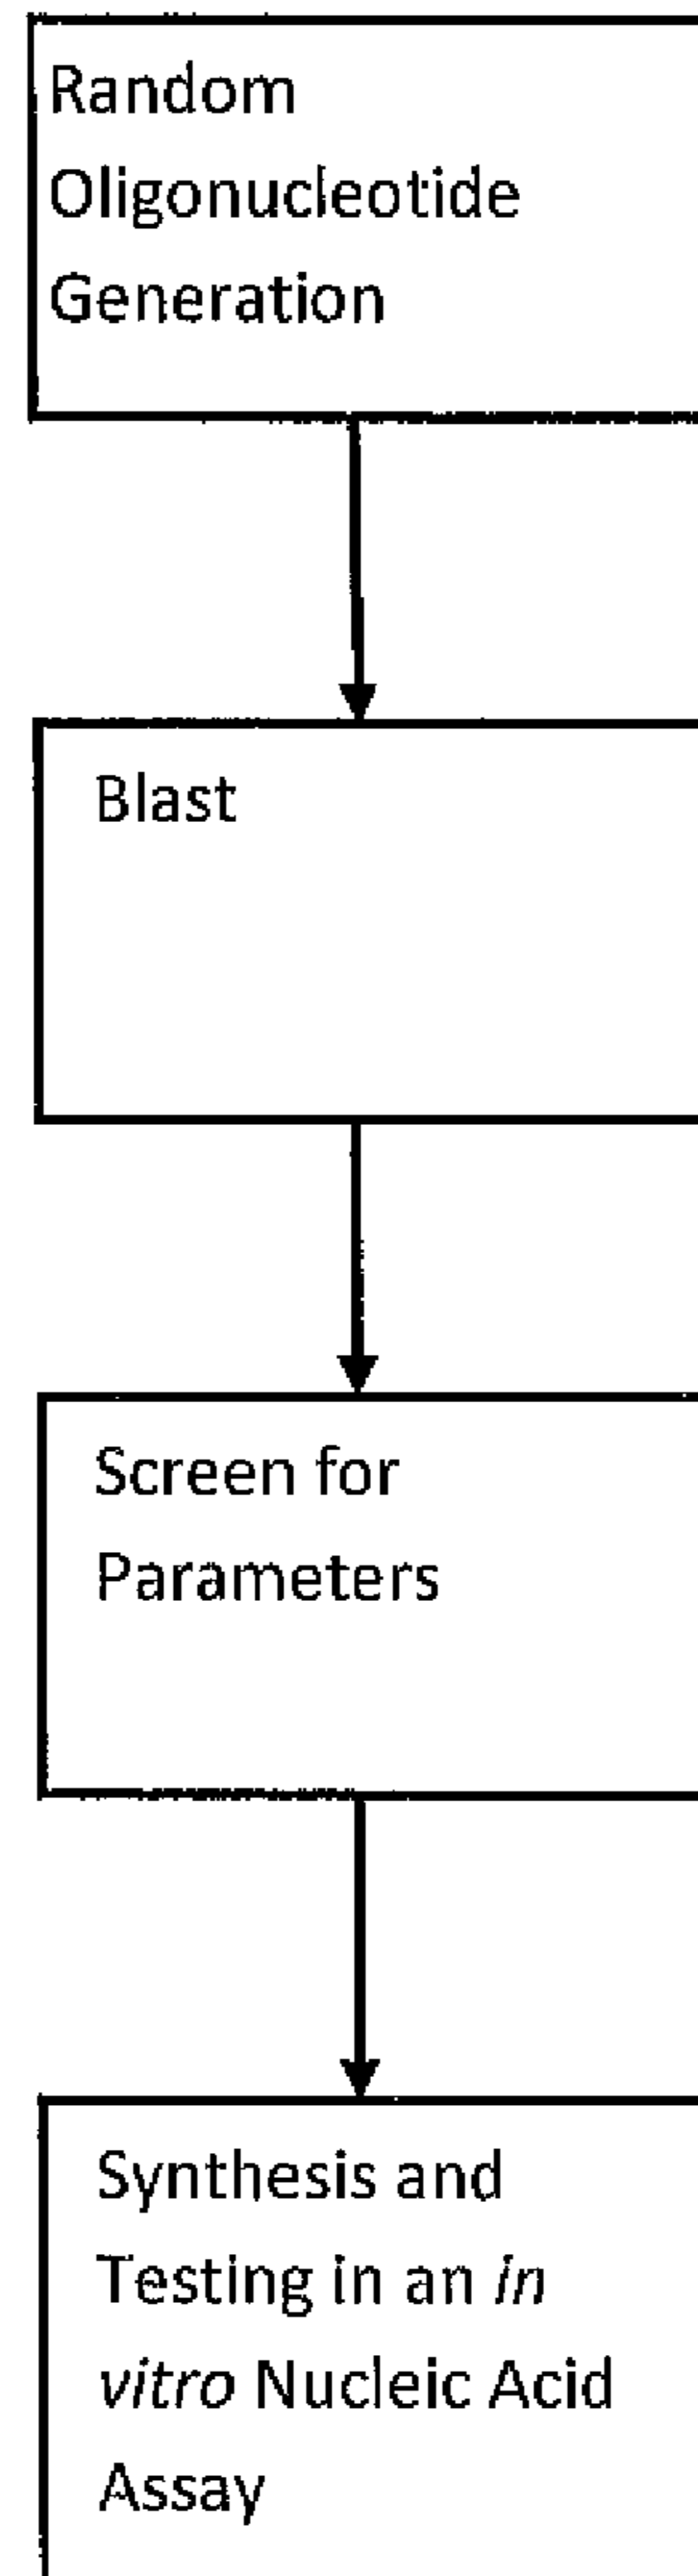 Random
Oligonucleotide
Generation
Blast
Screen for
Parameters
Synthesis and
Testing in an in
vitro Nucleic Acid
Assay